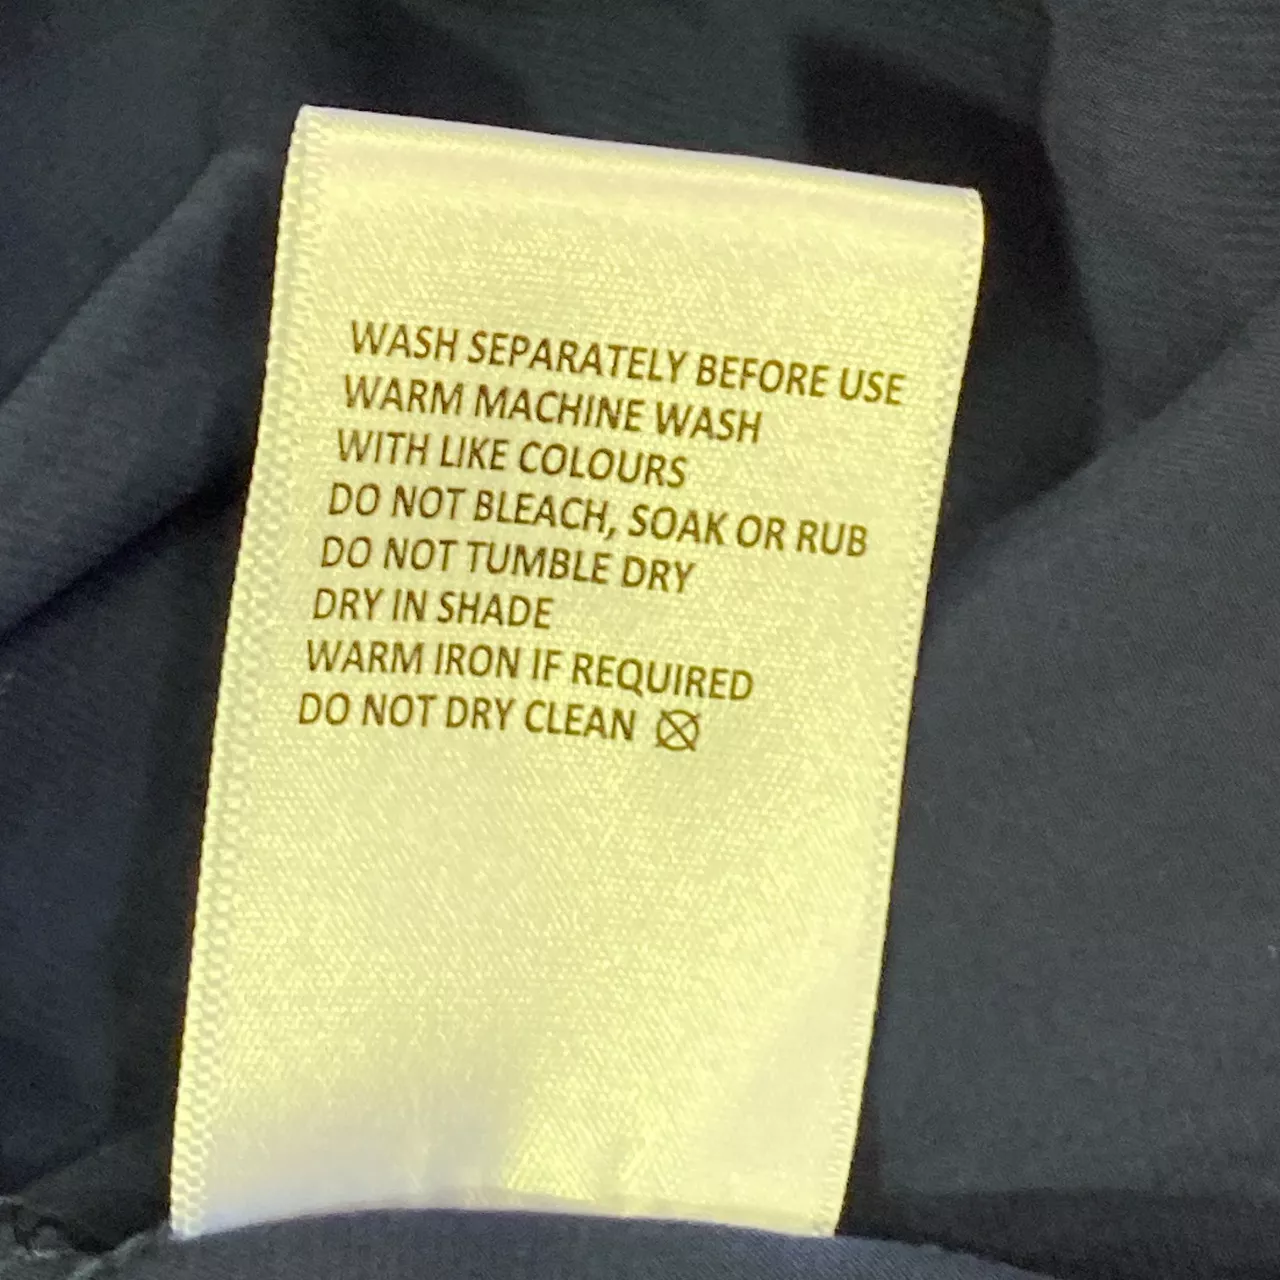 WASH SEPARATELY BEFORE USE
WARM MACHINE WASH
WITH LIKE COLOURS
DO NOT BLEACH, SOAK OR RUB
DO NOT TUMBLE DRY
DRY IN SHADE
WARM IRON IF REQUIRED
DO NOT DRY CLEAN